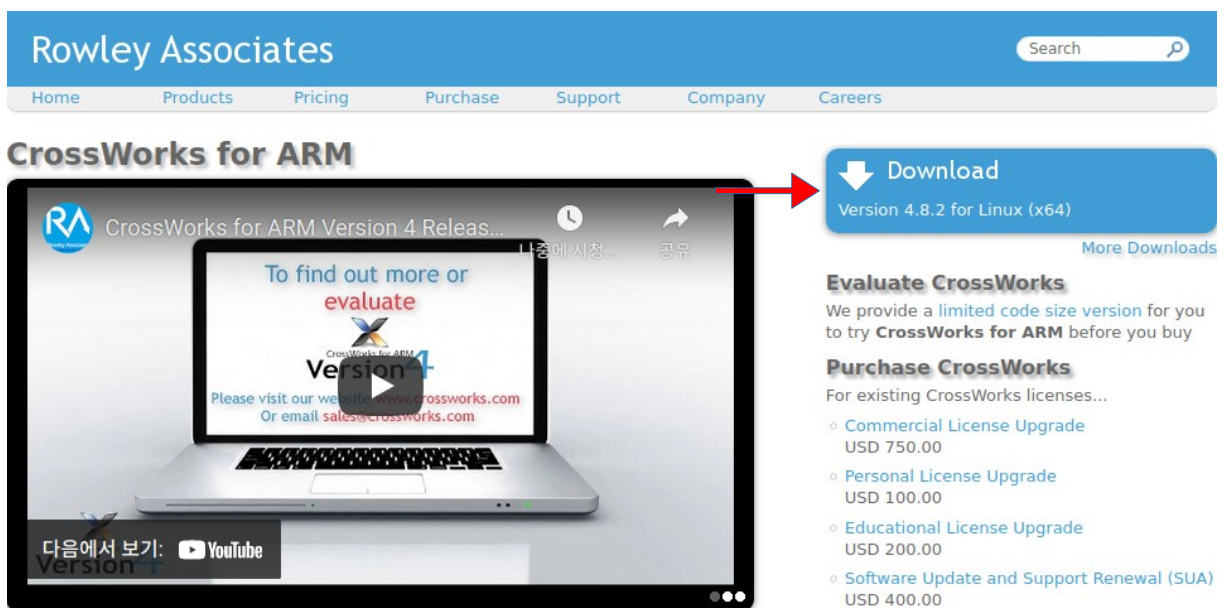 Rowley Associates
Search
Home Products Pricing Purchase Support Company Careers
CrossWorks for ARM
RA
Rowley Associates
CrossWorks for ARM Version 4 Releas...
나중에 시청...
공유
To find out more or
evaluate
CrossWorks for ARM
Version 4
Please visit our website www.crossworks.com
Or email sales@crossworks.com
다음에서 보기: YouTube
Version 4
Download
Version 4.8.2 for Linux (x64)
More Downloads
Evaluate CrossWorks
We provide a limited code size version for you
to try CrossWorks for ARM before you buy
Purchase CrossWorks
For existing CrossWorks licenses...
Commercial License Upgrade
USD 750.00
Personal License Upgrade
USD 100.00
Educational License Upgrade
USD 200.00
Software Update and Support Renewal (SUA)
USD 400.00